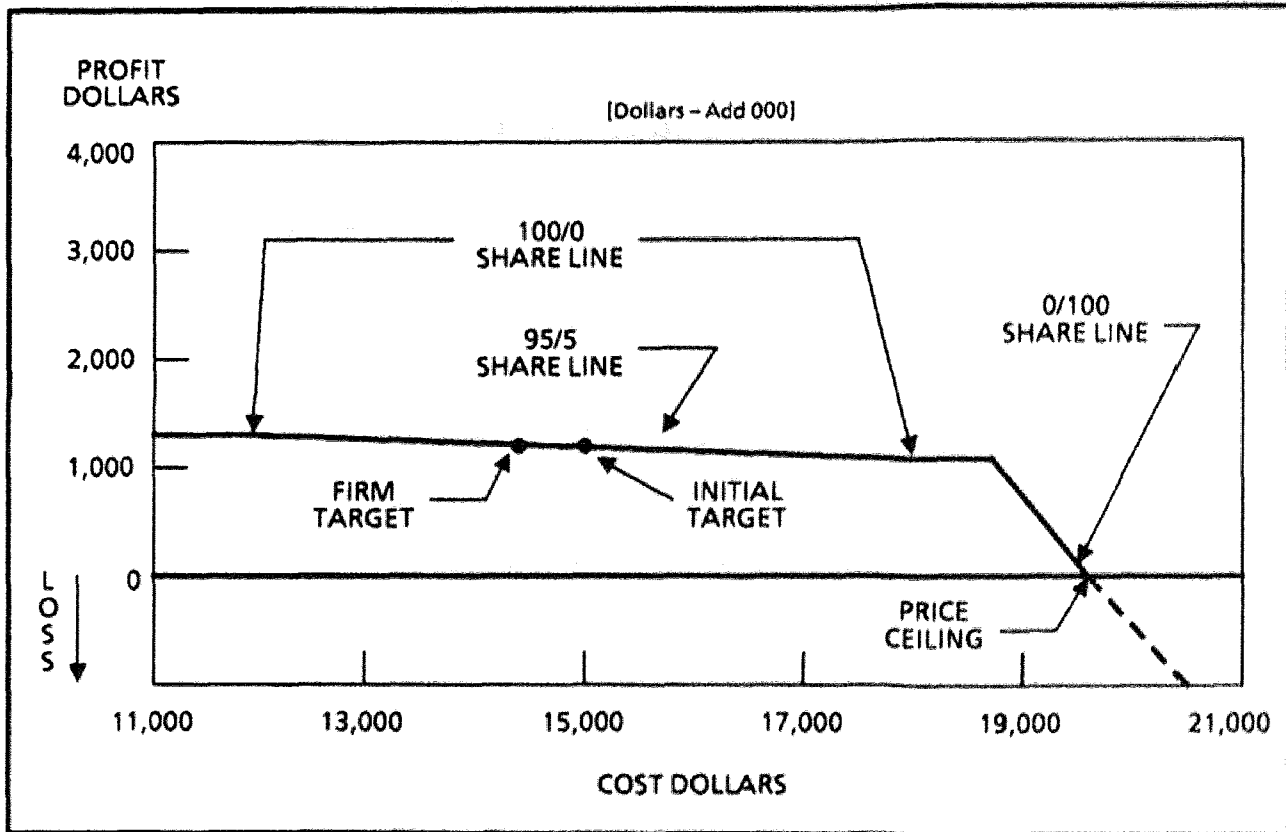 PROFIT
DOLLARS
[Dollars – Add 000]
4,000
3,000
2,000
1,000
0
100/0
SHARE LINE
95/5
SHARE LINE
0/100
SHARE LINE
FIRM
TARGET
INITIAL
TARGET
PRICE
CEILING
L
O
S
S
11,000 13,000 15,000 17,000 19,000 21,000
COST DOLLARS